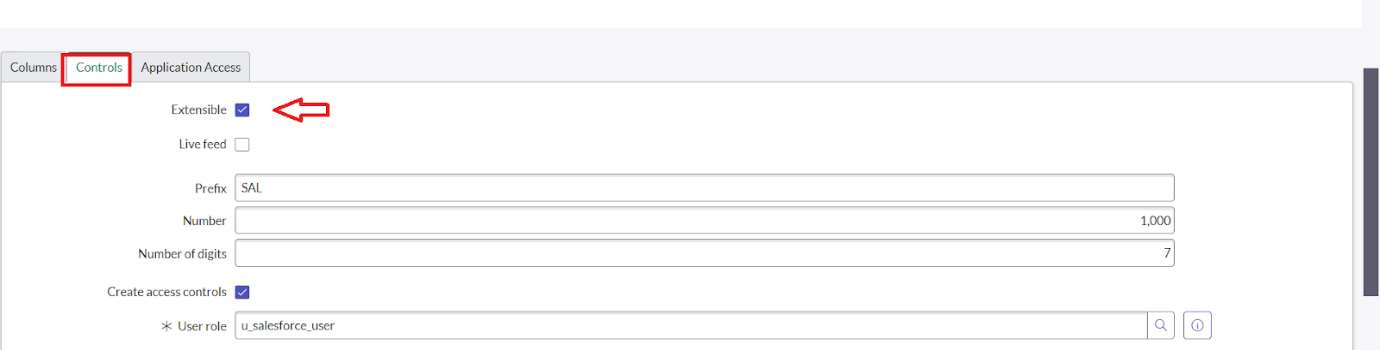 Columns Controls Application Access
Extensible
Live feed
Prefix SAL
Number 1,000
Number of digits 7
Create access controls
User role u_salesforce_user